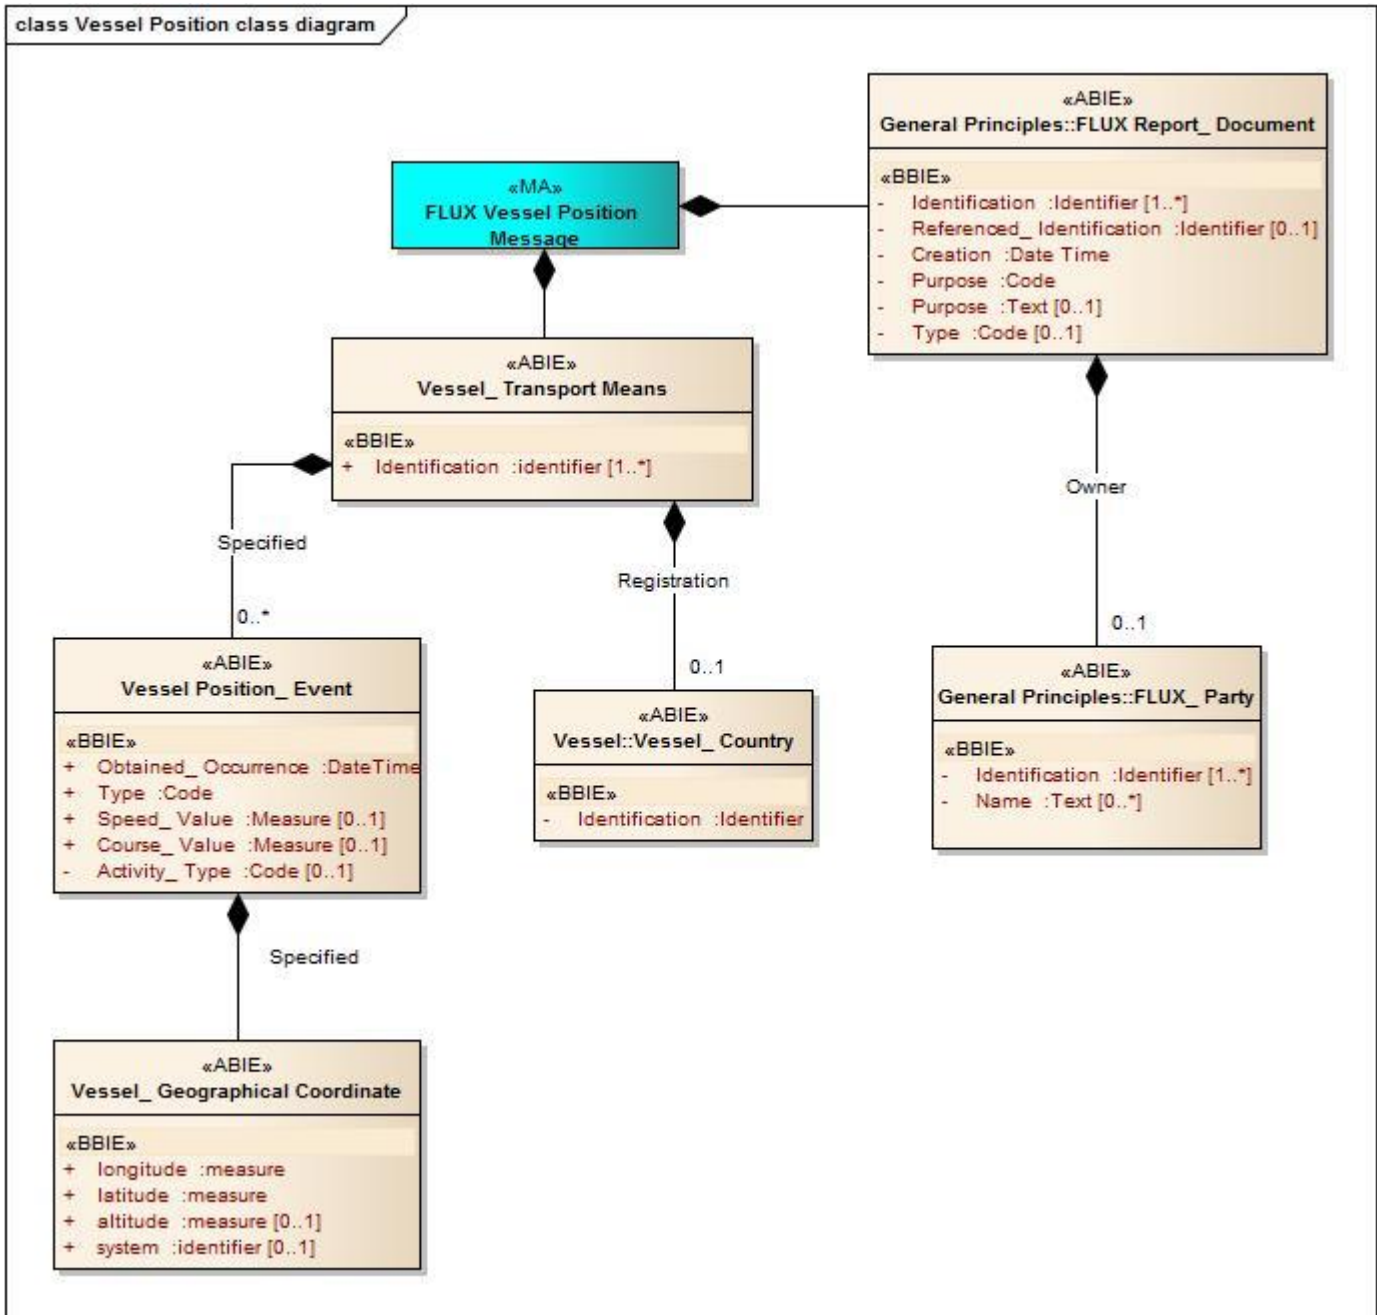 class Vessel Position class diagram
«ABIE»
General Principles::FLUX Report_ Document
«BBIE»
- Identification :Identifier [1..*]
- Referenced_ Identification :Identifier [0..1]
- Creation :Date Time
- Purpose :Code
- Purpose :Text [0..1]
- Type :Code [0..1]
«MA»
FLUX Vessel Position
Message
«ABIE»
Vessel_ Transport Means
«BBIE»
+ Identification :identifier [1..*]
Owner
Specified
Registration
0..*
0..1
0..1
«ABIE»
Vessel Position_ Event
«BBIE»
+ Obtained_ Occurrence :DateTime
+ Type :Code
+ Speed_ Value :Measure [0..1]
+ Course_ Value :Measure [0..1]
- Activity_ Type :Code [0..1]
«ABIE»
Vessel::Vessel_ Country
«BBIE»
- Identification :Identifier
«ABIE»
General Principles::FLUX_ Party
«BBIE»
- Identification :Identifier [1..*]
- Name :Text [0..*]
Specified
«ABIE»
Vessel_ Geographical Coordinate
«BBIE»
+ longitude :measure
+ latitude :measure
+ altitude :measure [0..1]
+ system :identifier [0..1]